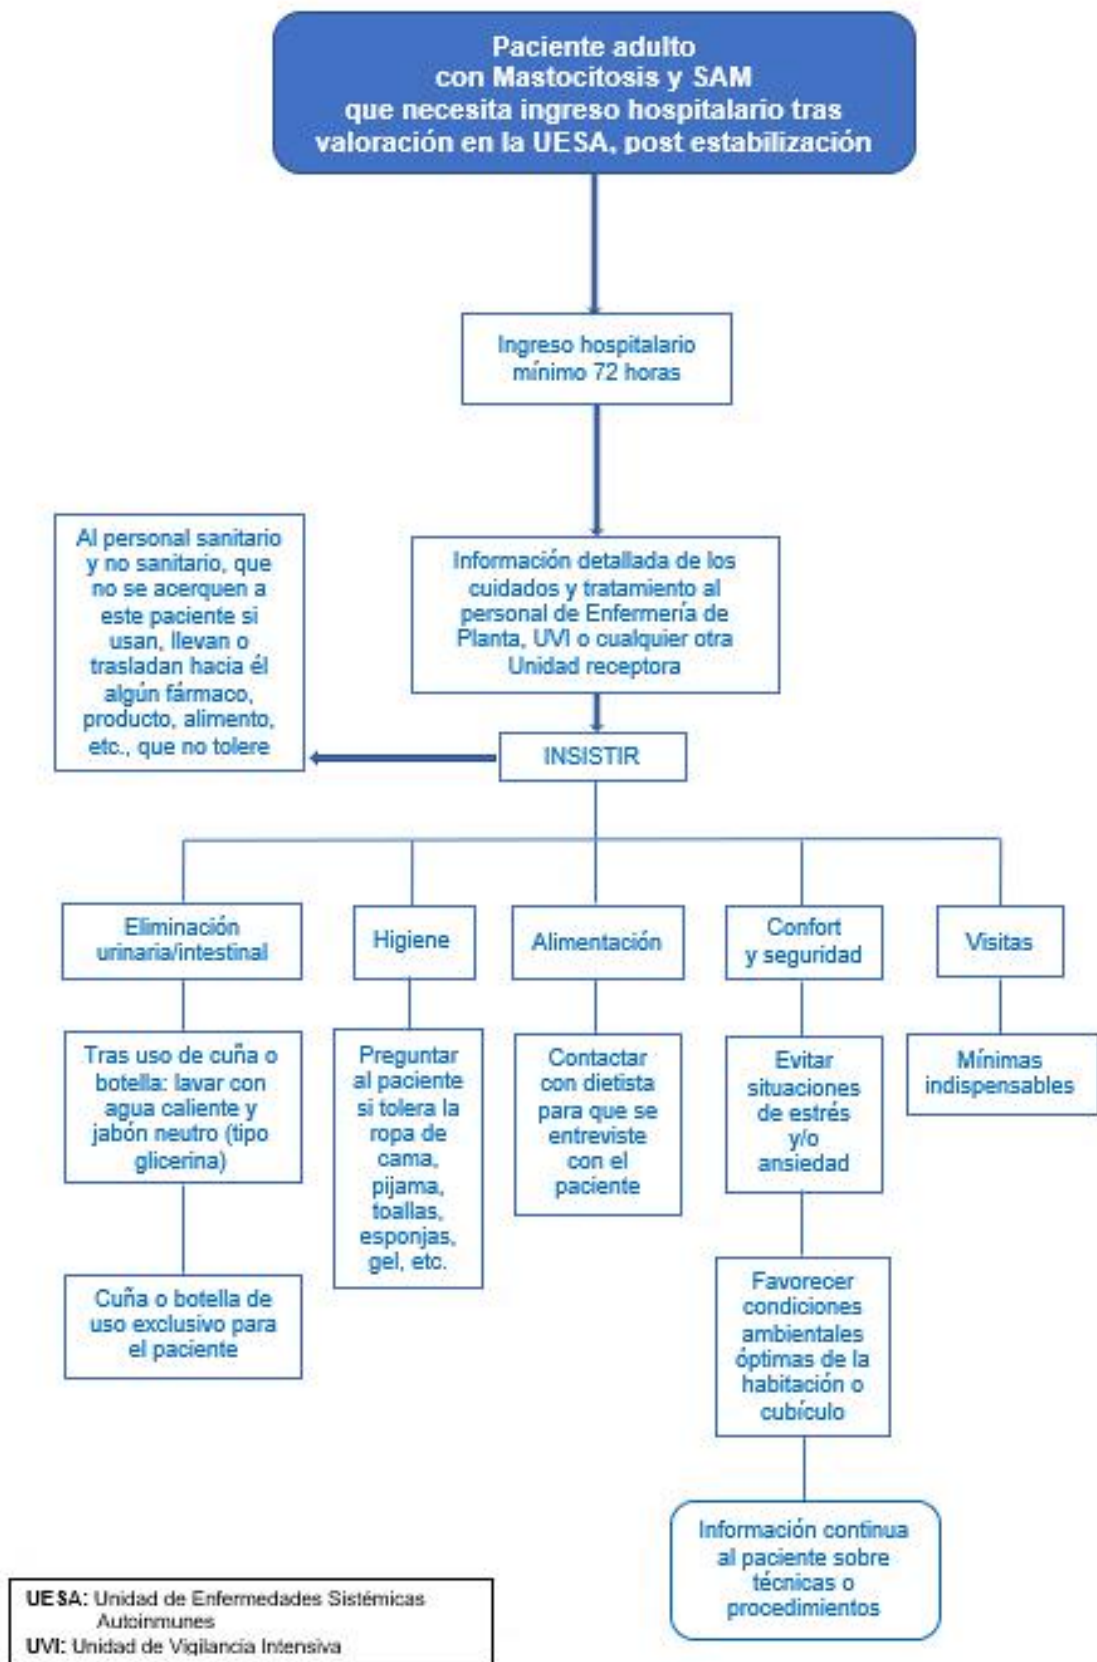 Paciente adulto
con Mastocitosis y SAM
que necesita ingreso hospitalario tras
valoración en la UESA, post estabilización
Ingreso hospitalario
mínimo 72 horas
Al personal sanitario
y no sanitario, que
no se acerquen a
este paciente si
usan, llevan o
trasladan hacia él
algún fármaco,
producto, alimento,
etc., que no tolere
Información detallada de los
cuidados y tratamiento al
personal de Enfermería de
Planta, UVI o cualquier otra
Unidad receptora
INSISTIR
Eliminación
urinaria/intestinal
Higiene
Alimentación
Confort
y seguridad
Visitas
Tras uso de cuña o
botella: lavar con
agua caliente y
jabón neutro (tipo
glicerina)
Preguntar
al paciente
si tolera la
ropa de
cama,
pijama,
toallas,
esponjas,
gel, etc.
Contactar
con dietista
para que se
entreviste
con el
paciente
Evitar
situaciones
de estrés
y/o
ansiedad
Mínimas
indispensables
Cuña o botella de
uso exclusivo para
el paciente
Favorecer
condiciones
ambientales
óptimas de la
habitación o
cubículo
Información continua
al paciente sobre
técnicas o
procedimientos
UESA: Unidad de Enfermedades Sistémicas
Autoinmunes
UVI: Unidad de Vigilancia Intensiva